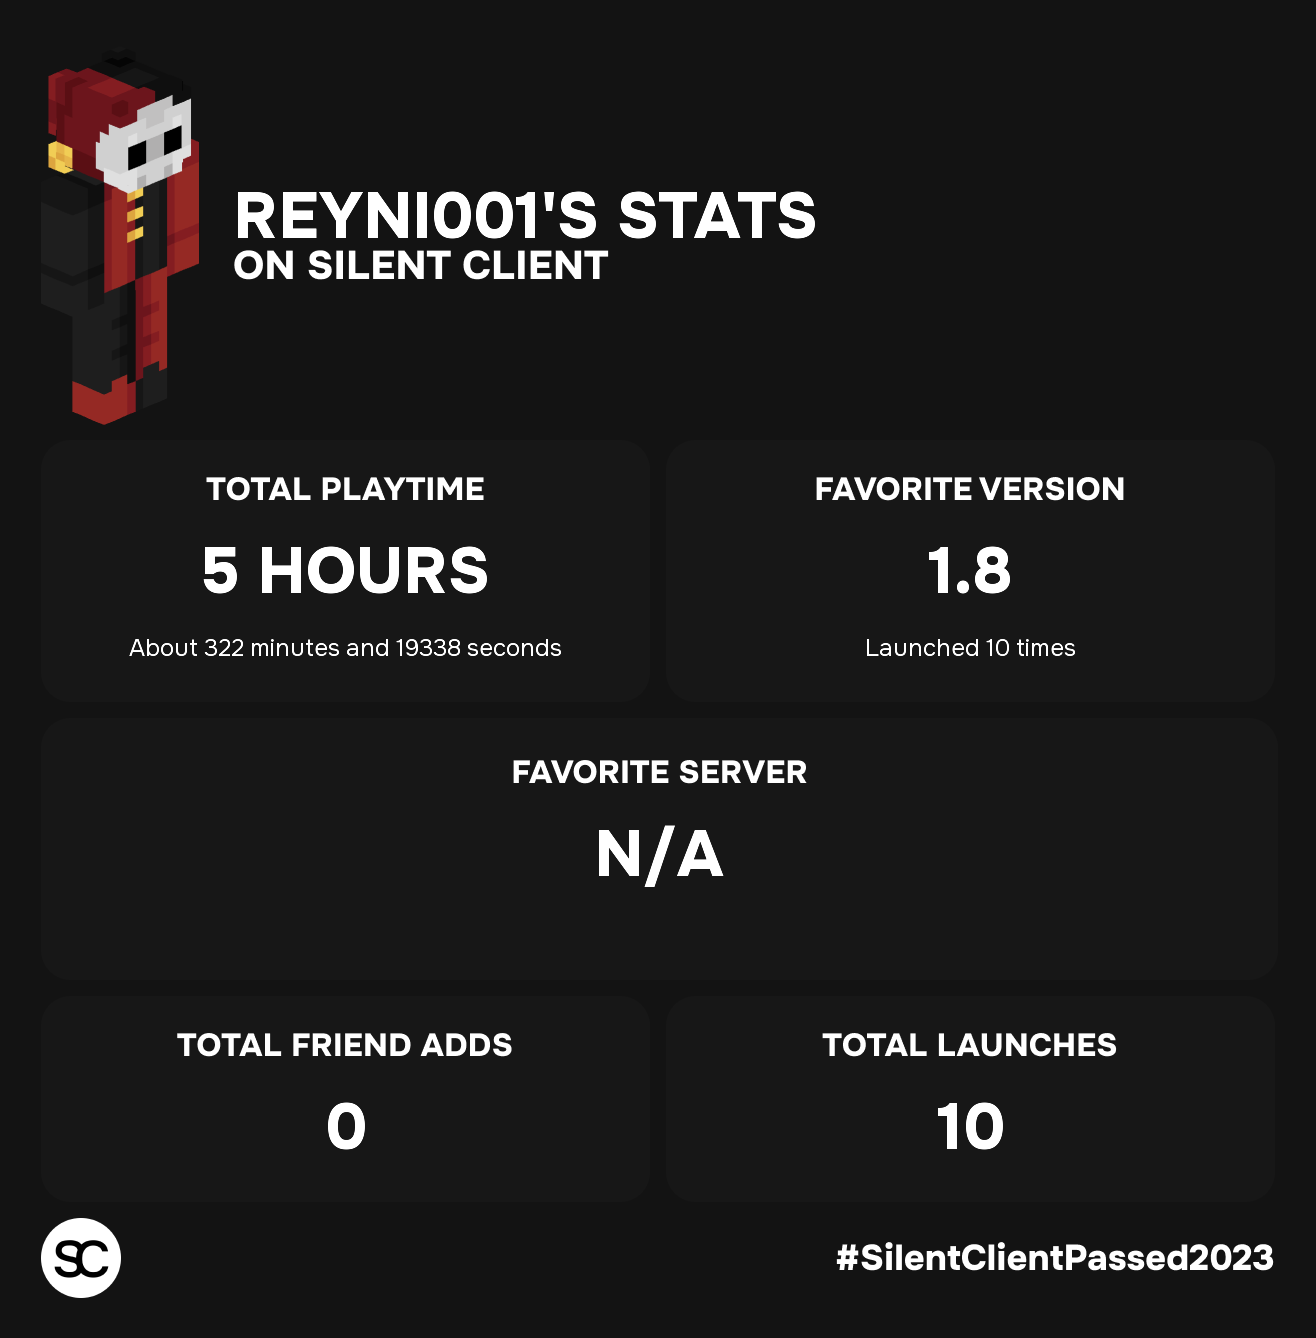 REYNI001'S STATS
ON SILENT CLIENT
TOTAL PLAYTIME
5 HOURS
About 322 minutes and 19338 seconds
FAVORITE VERSION
1.8
Launched 10 times
FAVORITE SERVER
N/A
TOTAL FRIEND ADDS
0
TOTAL LAUNCHES
10
SC
#SilentClientPassed2023